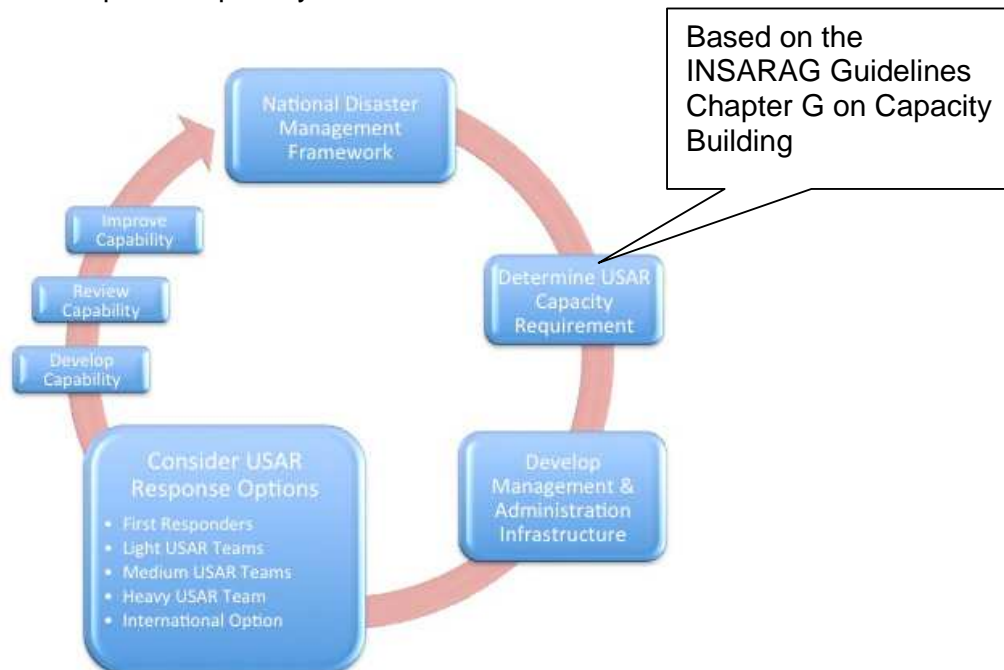 Based on the
INSARAG Guidelines
Chapter G on Capacity
Building
National Disaster
Management
Framework
Determine USAR
Capacity
Requirement
Develop
Management &
Administration
Infrastructure
Consider USAR
Response Options
• First Responders
• Light USAR Teams
• Medium USAR Teams
• Heavy USAR Team
• International Option
Develop
Capability
Review
Capability
Improve
Capability